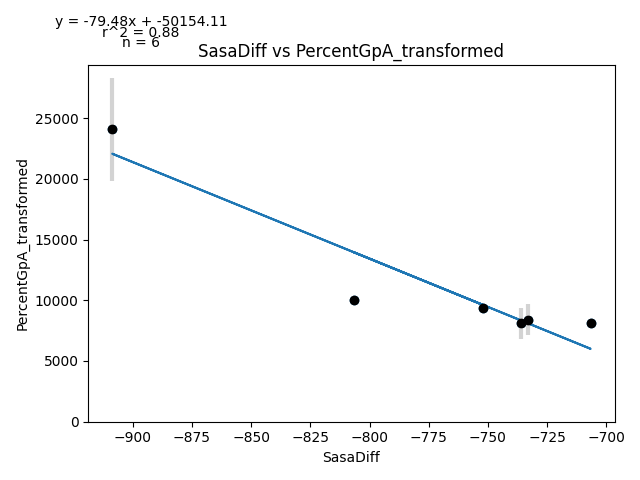 y = -79.48x + -50154.11
r^2 = 0.88
n = 6
SasaDiff vs PercentGpA_transformed
25000
20000
15000
10000
5000
0
PercentGpA_transformed
−900 −875 −850 −825 −800 −775 −750 −725 −700
SasaDiff